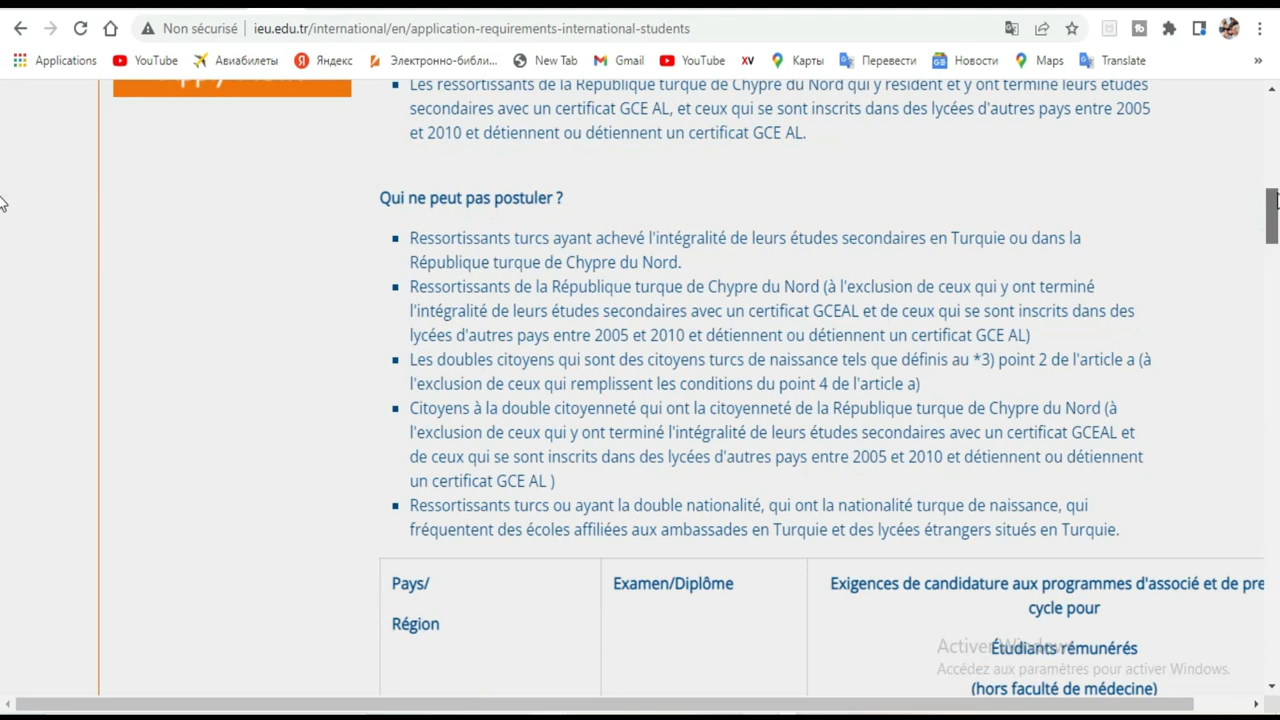 Non sécurisé
ieu.edu.tr/international/en/application-requirements-international-students
Applications
YouTube
Авиабилеты
Яндекс
Электронно-библи...
New Tab
Gmail
YouTube
XV
Карты
Перевести
Новости
Maps
Translate
»
Les ressortissants de la République turque de Chypre du Nord qui y résident et y ont terminé leurs études
secondaires avec un certificat GCE AL, et ceux qui se sont inscrits dans des lycées d'autres pays entre 2005
et 2010 et détiennent ou détiennent un certificat GCE AL.
Qui ne peut pas postuler ?
Ressortissants turcs ayant achevé l'intégralité de leurs études secondaires en Turquie ou dans la
République turque de Chypre du Nord.
Ressortissants de la République turque de Chypre du Nord (à l'exclusion de ceux qui y ont terminé
l'intégralité de leurs études secondaires avec un certificat GCEAL et de ceux qui se sont inscrits dans des
lycées d'autres pays entre 2005 et 2010 et détiennent ou détiennent un certificat GCE AL)
Les doubles citoyens qui sont des citoyens turcs de naissance tels que définis au *3) point 2 de l'article a (à
l'exclusion de ceux qui remplissent les conditions du point 4 de l'article a)
Citoyens à la double citoyenneté qui ont la citoyenneté de la République turque de Chypre du Nord (à
l'exclusion de ceux qui y ont terminé l'intégralité de leurs études secondaires avec un certificat GCEAL et
de ceux qui se sont inscrits dans des lycées d'autres pays entre 2005 et 2010 et détiennent ou détiennent
un certificat GCE AL )
Ressortissants turcs ou ayant la double nationalité, qui ont la nationalité turque de naissance, qui
fréquentent des écoles affiliées aux ambassades en Turquie et des lycées étrangers situés en Turquie.
Pays/
Région
Examen/Diplôme
Exigences de candidature aux programmes d'associé et de pre
cycle pour
Étudiants rémunérés
(hors faculté de médecine)
Activer Windows
Accédez aux paramètres pour activer Windows.